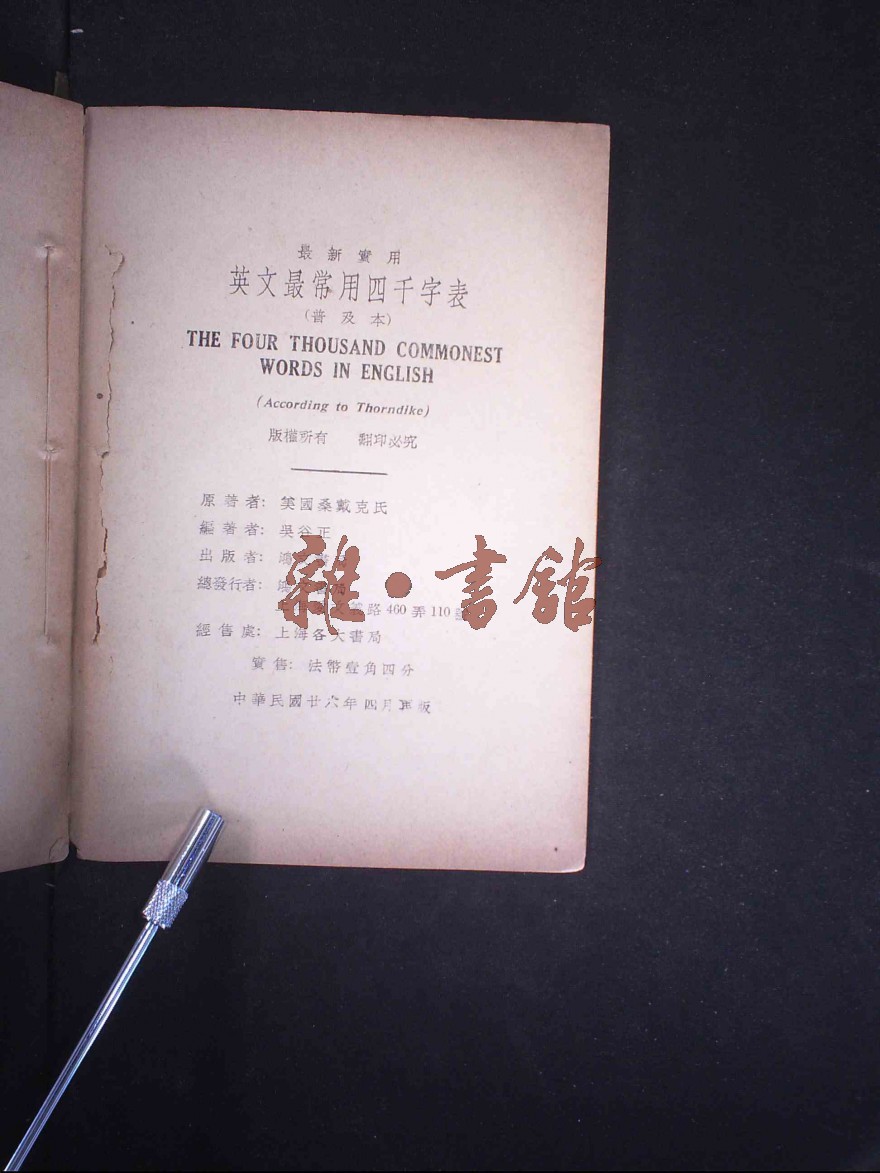 最新實用
英文最常用四千字表
(普及本)
THE FOUR THOUSAND COMMONEST
WORDS IN ENGLISH
(According to Thorndike)
版權所有 翻印必究
原著者: 美國桑戴克氏
編著者: 吳谷正
出版者: 鴻
總發行者:
路 460 弄 110
經售處: 上海各大書局
實售: 法幣壹角四分
中華民國廿六年四月再版
雜·書館